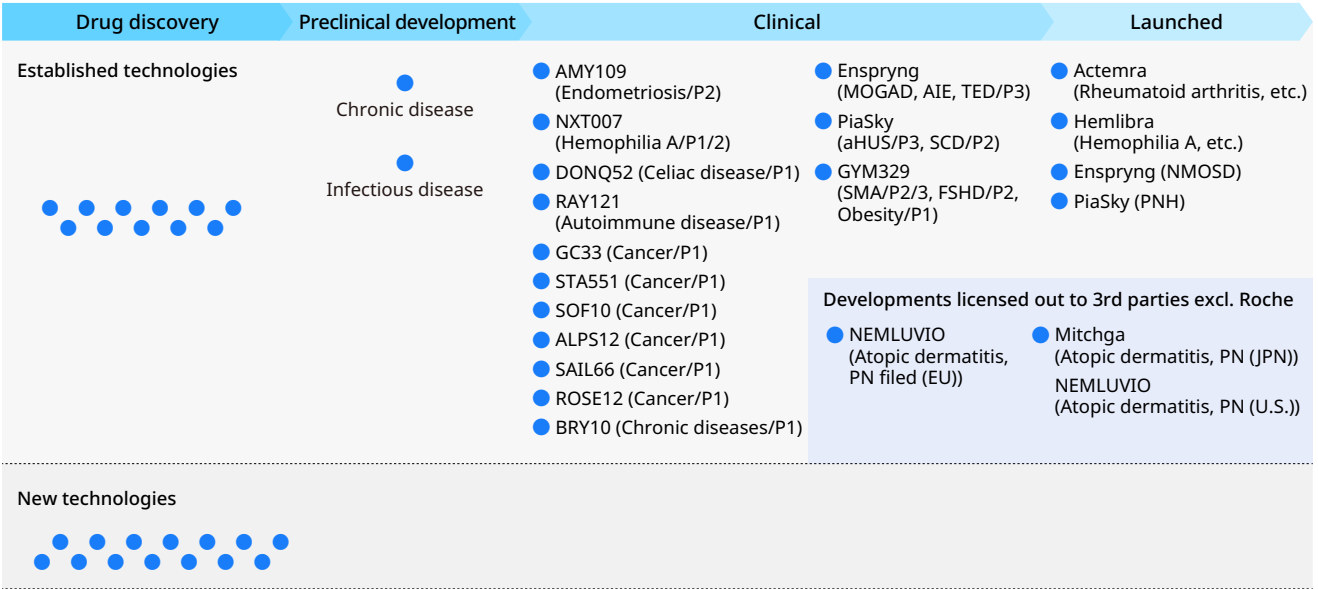 Drug discovery
Preclinical development
Clinical
Launched
Established technologies
Chronic disease
Infectious disease
AMY109
(Endometriosis/P2)
NXT007
(Hemophilia A/P1/2)
DONQ52 (Celiac disease/P1)
RAY121
(Autoimmune disease/P1)
GC33 (Cancer/P1)
STA551 (Cancer/P1)
SOF10 (Cancer/P1)
ALPS12 (Cancer/P1)
SAIL66 (Cancer/P1)
ROSE12 (Cancer/P1)
BRY10 (Chronic diseases/P1)
Enspryng
(MOGAD, AIE, TED/P3)
PiaSky
(aHUS/P3, SCD/P2)
GYM329
(SMA/P2/3, FSHD/P2,
Obesity/P1)
Actemra
(Rheumatoid arthritis, etc.)
Hemlibra
(Hemophilia A, etc.)
Enspryng (NMOSD)
PiaSky (PNH)
Developments licensed out to 3rd parties excl. Roche
NEMLUVIO
(Atopic dermatitis,
PN filed (EU))
Mitchga
(Atopic dermatitis, PN (JPN))
NEMLUVIO
(Atopic dermatitis, PN (U.S.))
New technologies